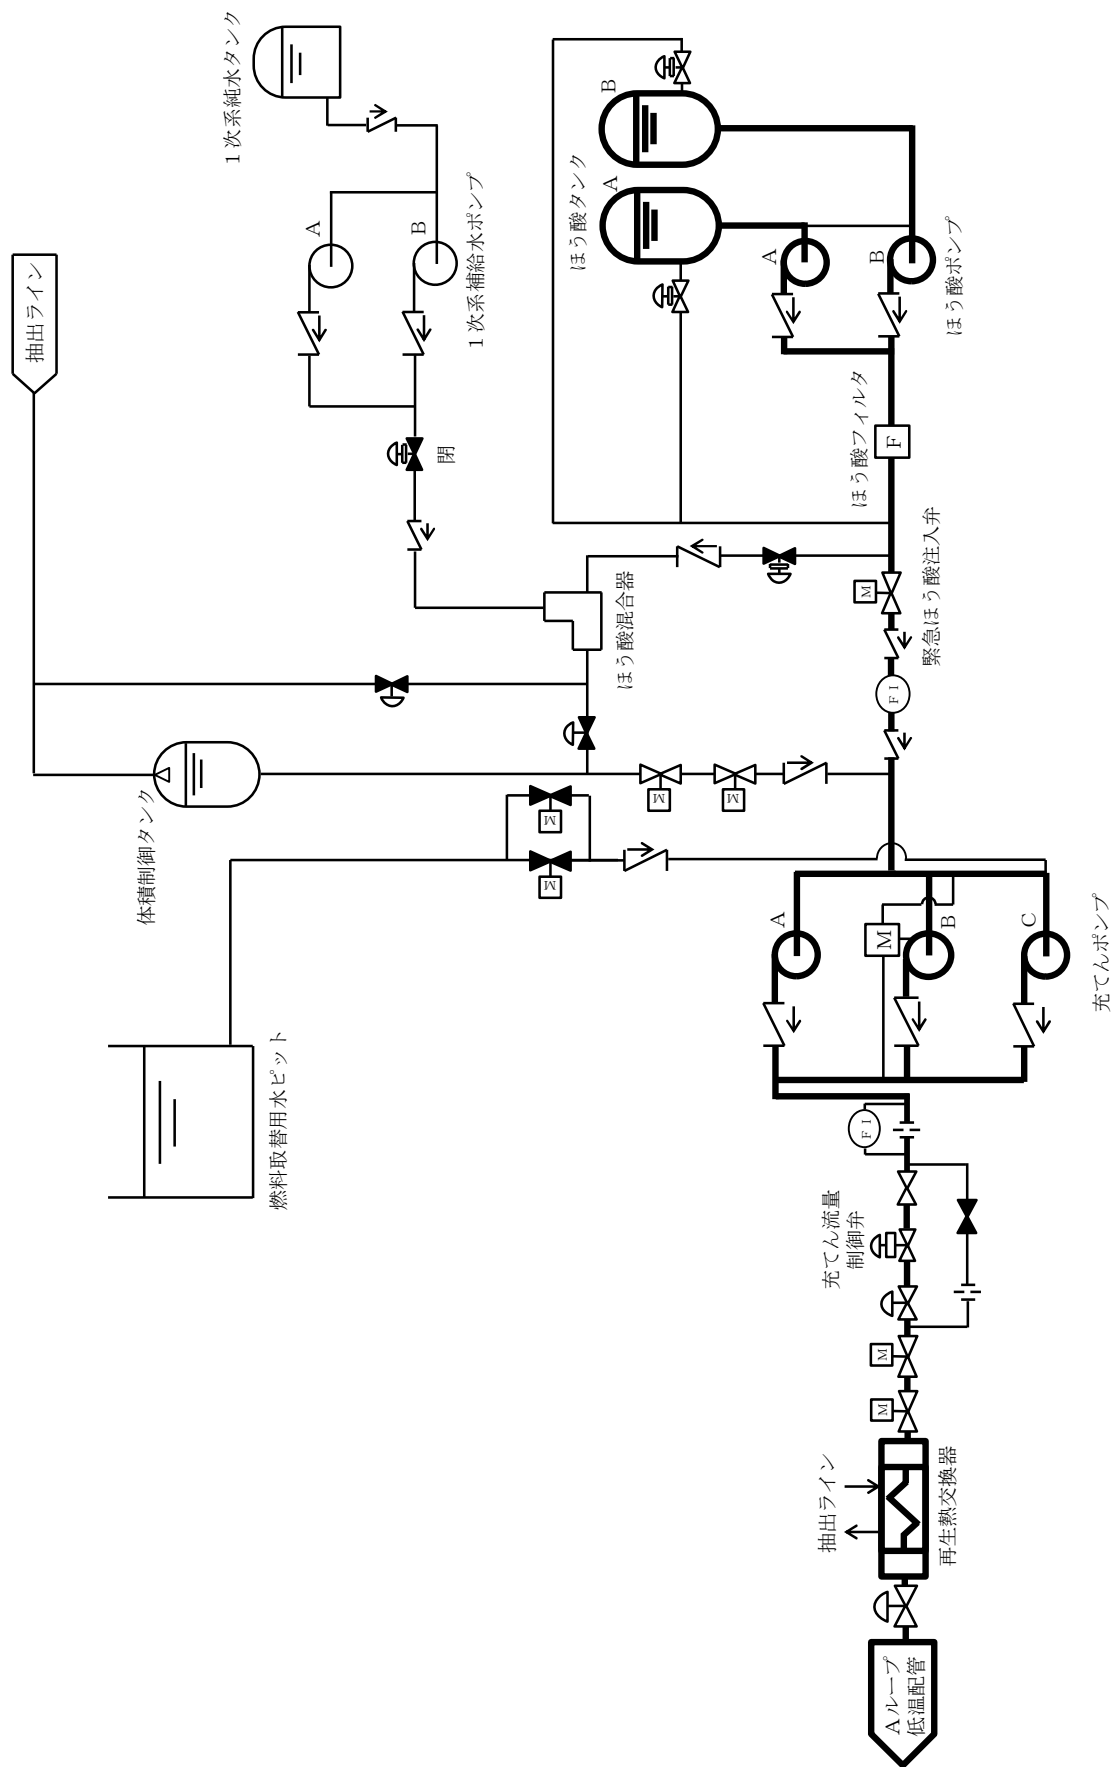 抽出ライン
体積制御タンク
1次系純水タンク
燃料取替用水ピット
A
B
閉
1次系補給水ポンプ
M
M
ほう酸タンク
A
B
ほう酸混合器
M
M
A
A
抽出ライン
充てん流量
制御弁
ほう酸フィルタ
M
F I
B
M
M
M
Aループ
低温配管
F I
F
緊急ほう酸注入弁
再生熱交換器
B
ほう酸ポンプ
C
充てんポンプ